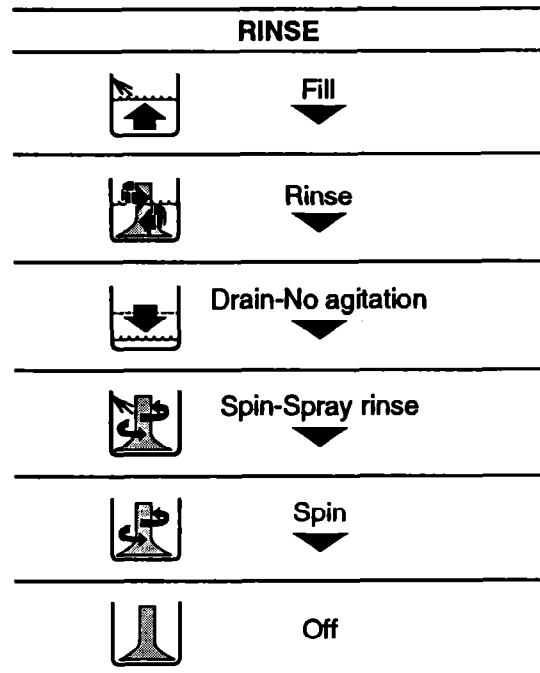 RINSE
Fill
Rinse
Drain-No agitation
Spin-Spray rinse
Spin
Off